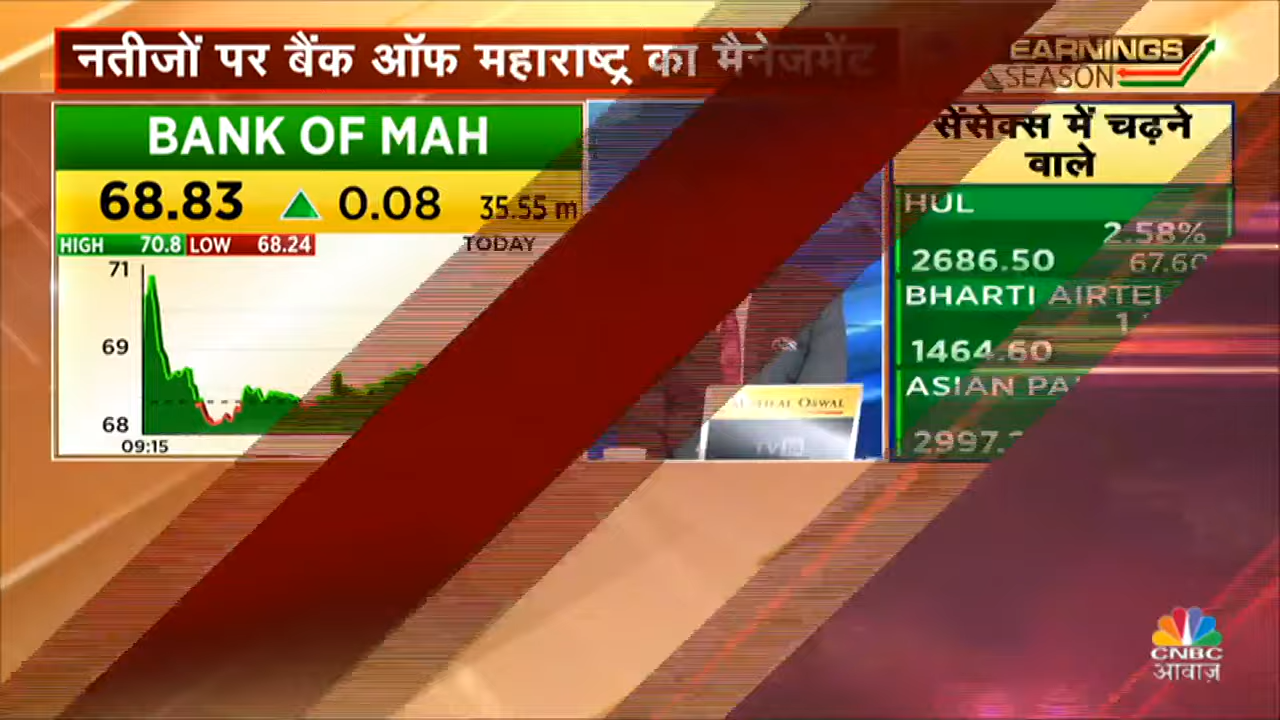 नतीजों पर बैंक ऑफ महाराष्ट्र का मैनेजमेंट
EARNINGS
SEASON
BANK OF MAH
68.83 ▲ 0.08 35.55 m
HIGH 70.8 LOW 68.24 TODAY
71
69
68
09:15
OSWAL
सेंसेक्स में चढ़ने
वाले
HUL
2.58%
2686.50 67.60
BHARTI AIRTEL
1464.60
ASIAN
2997.
CNBC
आवाज़